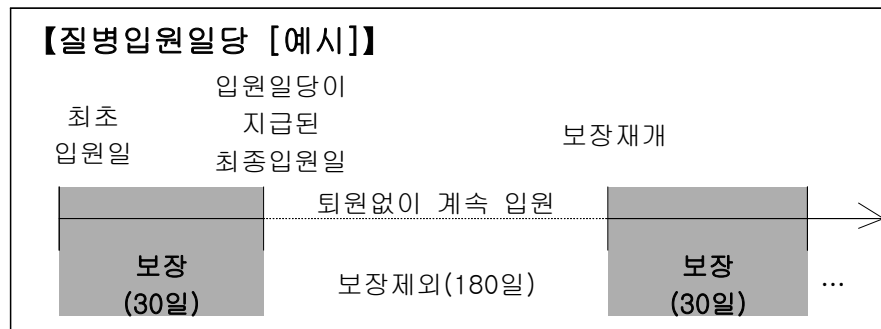 【질병입원일당 [예시]】
최초
입원일
입원일당이
지급된
최종입원일
보장재개
퇴원없이 계속 입원
보장
(30일)
보장제외(180일)
보장
(30일)
…